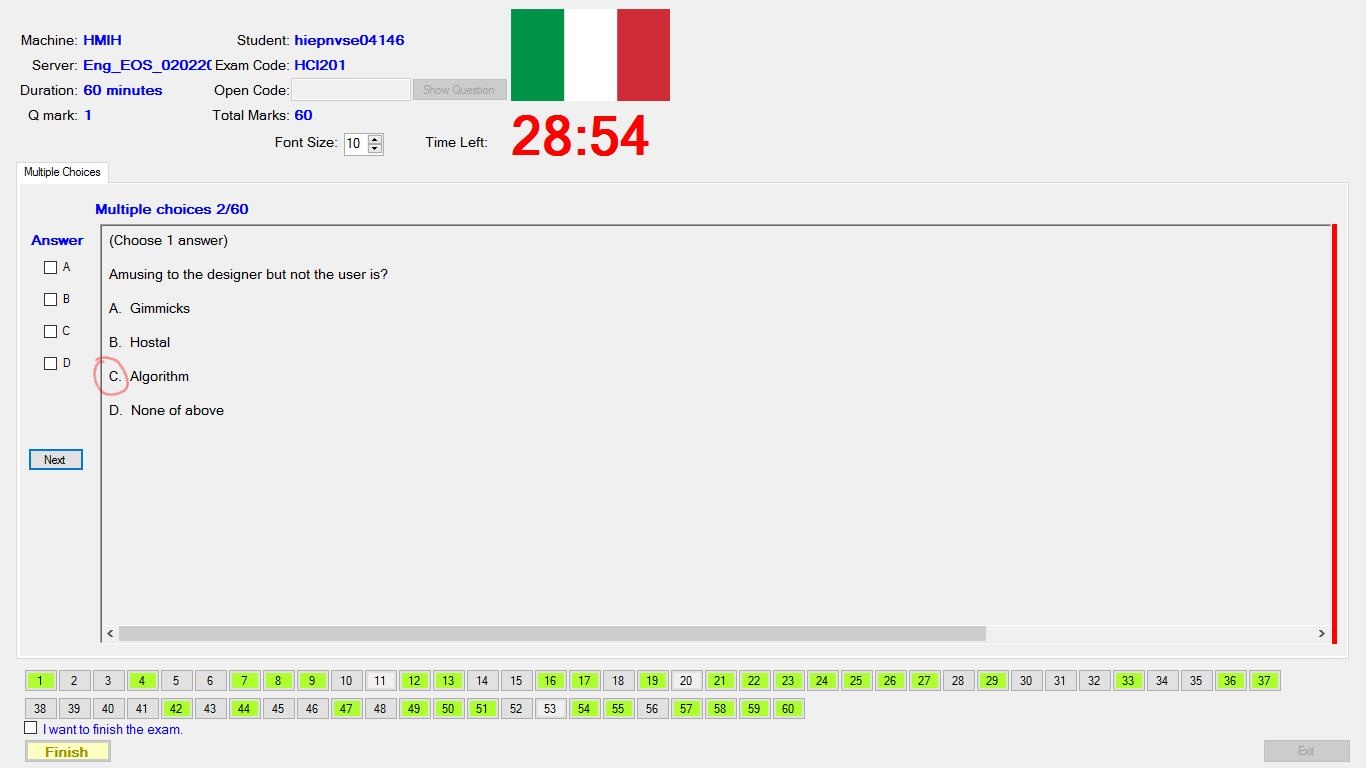 Machine: HMIH Student: hiepnvse04146
Server: Eng_EOS_020220 Exam Code: HCI201
Duration: 60 minutes Open Code: Show Question
Q mark: 1 Total Marks: 60
Font Size: 10 Time Left: 28:54
Multiple Choices
Multiple choices 2/60
Answer
A
B
C
D
Next
(Choose 1 answer)
Amusing to the designer but not the user is?
A. Gimmicks
B. Hostal
C. Algorithm
D. None of above
1 2 3 4 5 6 7 8 9 10 11 12 13 14 15 16 17 18 19 20 21 22 23 24 25 26 27 28 29 30 31 32 33 34 35 36 37
38 39 40 41 42 43 44 45 46 47 48 49 50 51 52 53 54 55 56 57 58 59 60
I want to finish the exam.
Finish Exit